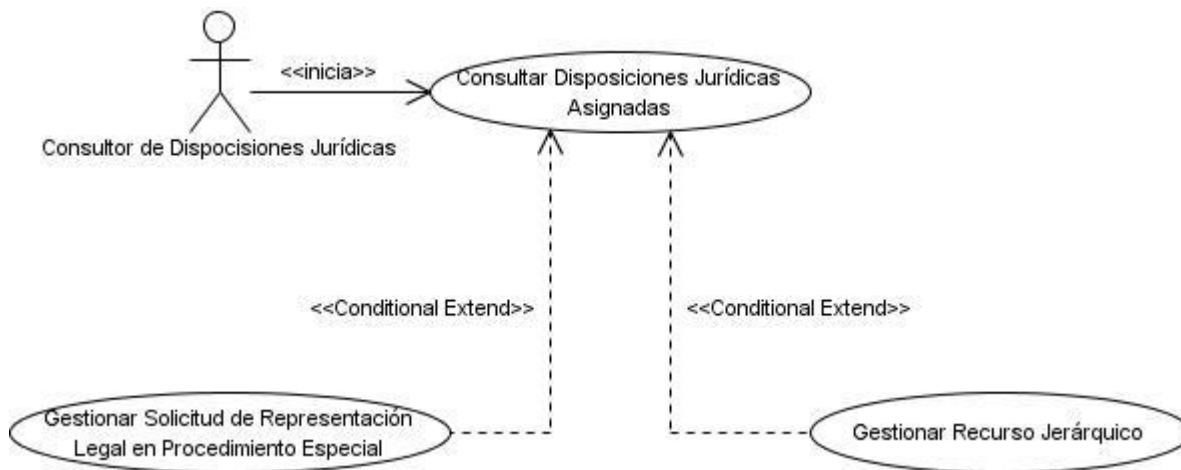 <<inicia>>
Consultar Disposiciones Jurídicas
Asignadas
Consultor de Dispocisiones Jurídicas
<<Conditional Extend>>
<<Conditional Extend>>
Gestionar Solicitud de Representación
Legal en Procedimiento Especial
Gestionar Recurso Jerárquico